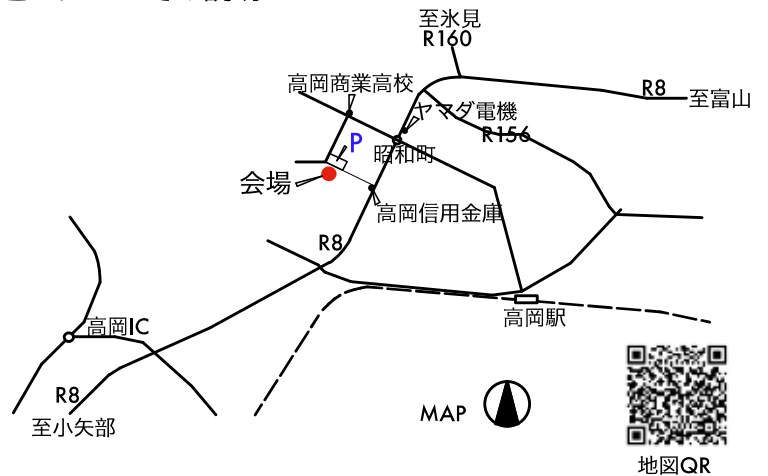 至氷見
R160
高岡商業高校
R8
至富山
ヤマダ電機
R156
P
昭和町
会場
高岡信用金庫
R8
高岡駅
高岡IC
R8
至小矢部
MAP
地図QR